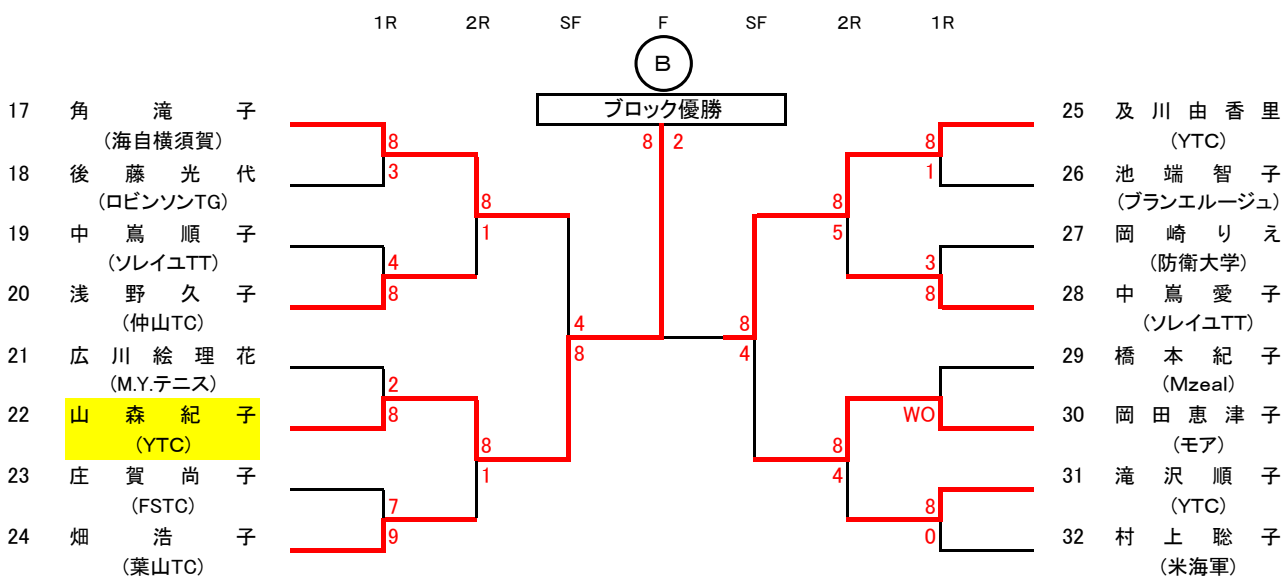 1R 2R SF F SF 2R 1R
B
ブロック優勝
8 2
17 角滝子
(海自横須賀)
8
3
18 後藤光代
(ロビンソンTG)
8
1
19 中嶌順子
(ソレイユTT)
4
8
20 浅野久子
(仲山TC)
4
8
21 広川絵理花
(M.Y.テニス)
2
8
22 山森紀子
(YTC)
8
1
23 庄賀尚子
(FSTC)
7
9
24 畑浩子
(葉山TC)
25 及川由香里
(YTC)
8
1
26 池端智子
(ブランエルージュ)
8
5
27 岡崎りえ
(防衛大学)
3
8
28 中嶌愛子
(ソレイユTT)
8
4
29 橋本紀子
(Mzeal)
WO
30 岡田恵津子
(モア)
8
4
31 滝沢順子
(YTC)
8
0
32 村上聡子
(米海軍)